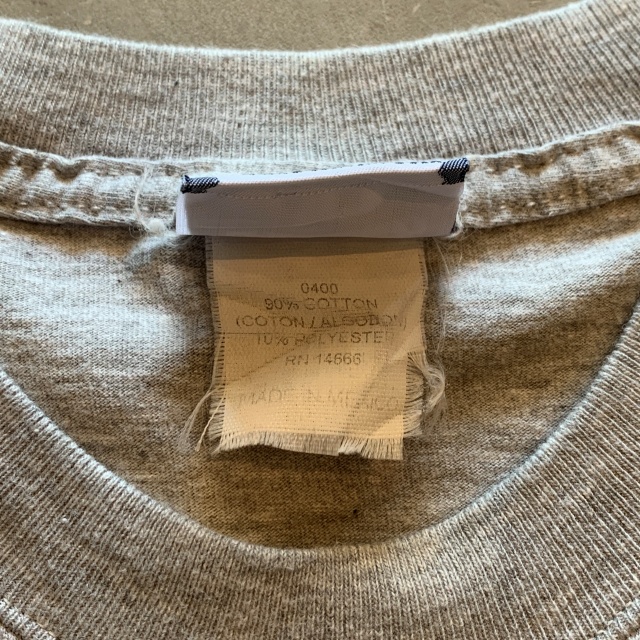 0400
90% COTTON
(COTON / ALGODON)
10% POLYESTER
RN 14666
MADE IN MEXICO